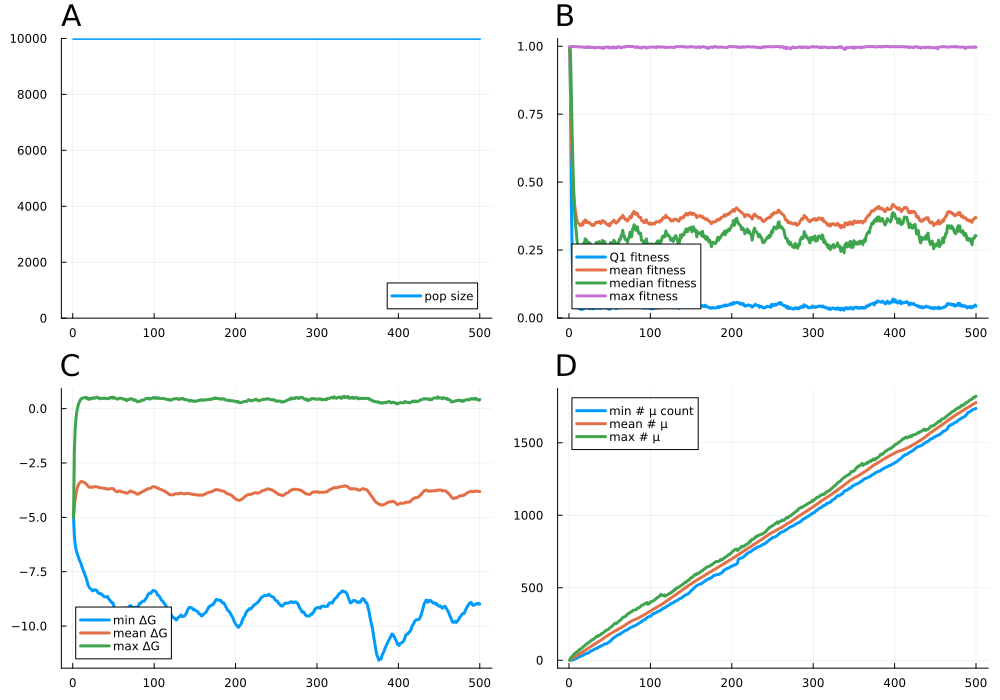 A
10000
8000
6000
4000
2000
0
pop size
0 100 200 300 400 500
B
1.00
0.75
0.50
0.25
0.00
Q1 fitness
mean fitness
median fitness
max fitness
0 100 200 300 400 500
C
0.0
−2.5
−5.0
−7.5
−10.0
min ΔG
mean ΔG
max ΔG
0 100 200 300 400 500
D
min # μ count
mean # μ
max # μ
1500
1000
500
0
0 100 200 300 400 500